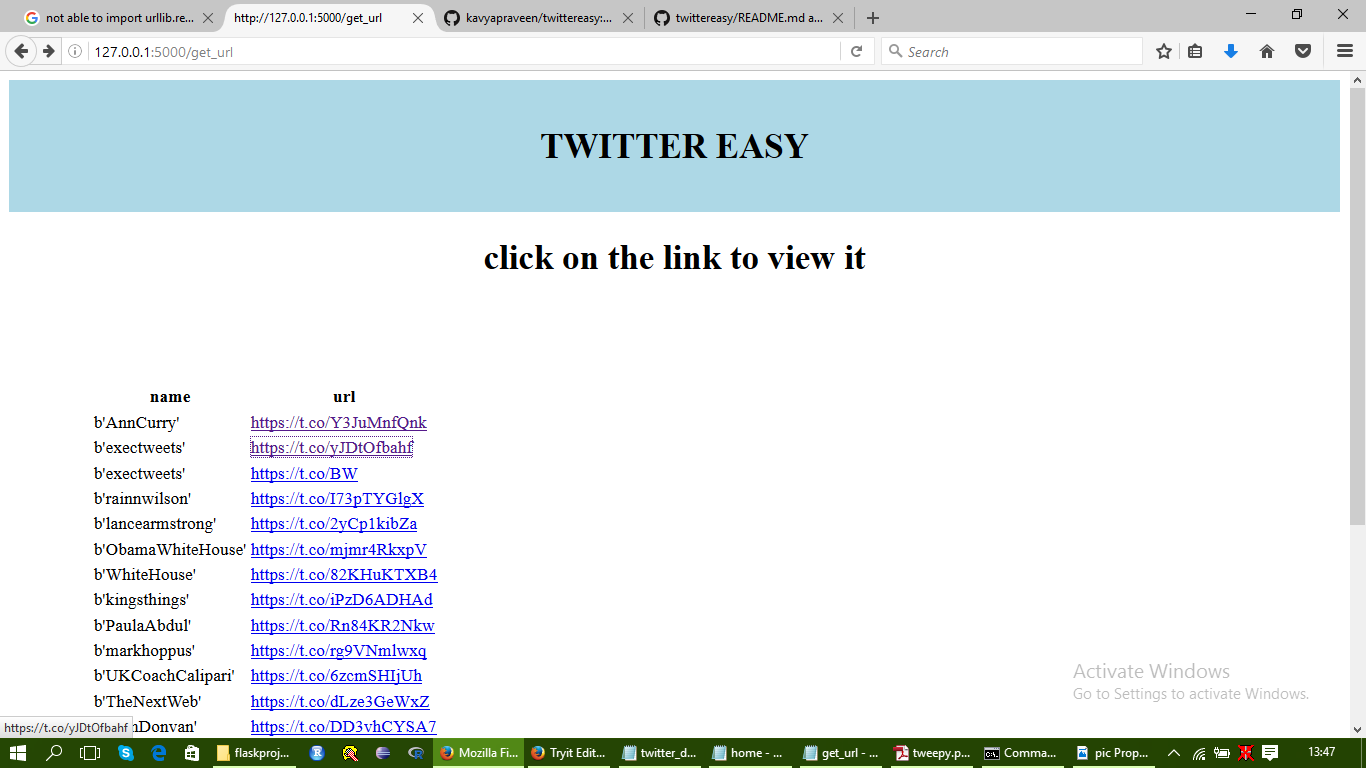 not able to import urllib.re...
http://127.0.0.1:5000/get_url
kavyapraveen/twittereasy:...
twittereasy/README.md a...
127.0.0.1:5000/get_url
Search
TWITTER EASY
click on the link to view it
name url
b'AnnCurry' https://t.co/Y3JuMnfQnk
b'exectweets' https://t.co/yJDtOfbahf
b'exectweets' https://t.co/BW
b'rainnwilson' https://t.co/I73pTYGlgX
b'lancearmstrong' https://t.co/2yCp1kibZa
b'ObamaWhiteHouse' https://t.co/mjmr4RkxpV
b'WhiteHouse' https://t.co/82KHuKTXB4
b'kingsthings' https://t.co/iPzD6ADHAd
b'PaulaAbdul' https://t.co/Rn84KR2Nkw
b'markhoppus' https://t.co/rg9VNmlwxq
b'UKCoachCalipari' https://t.co/6zcmSHIjUh
b'TheNextWeb' https://t.co/dLze3GeWxZ
nDonvan' https://t.co/DD3vhCYSA7
https://t.co/yJDtOfbahf
Activate Windows
Go to Settings to activate Windows.
flaskproj...
Mozilla Fi...
Tryit Edit...
twitter_d...
home - ...
get_url - ...
tweepy.p...
Comma...
pic Prop...
13:47